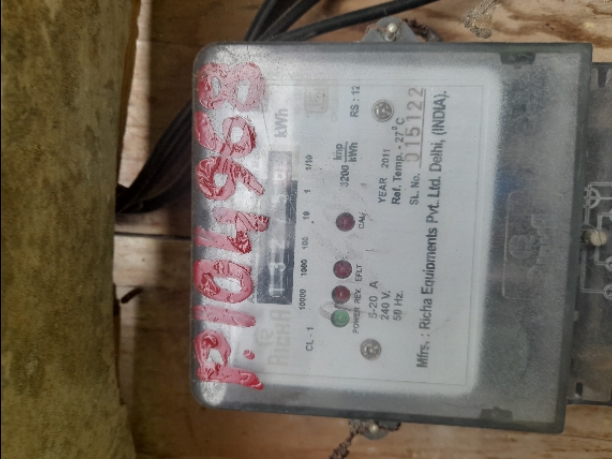 kWh
RICHA
10000 1000 100 10 1 1/10
CL - 1
3200 imp/kWh
RS : 12
POWER REV. EFLT CAL
5-20 A
240 V.
50 Hz.
YEAR 2011
Ref. Temp. - 27°C
SL. No. 015122
Mfrs. : Richa Equipments Pvt. Ltd. Delhi, (INDIA).